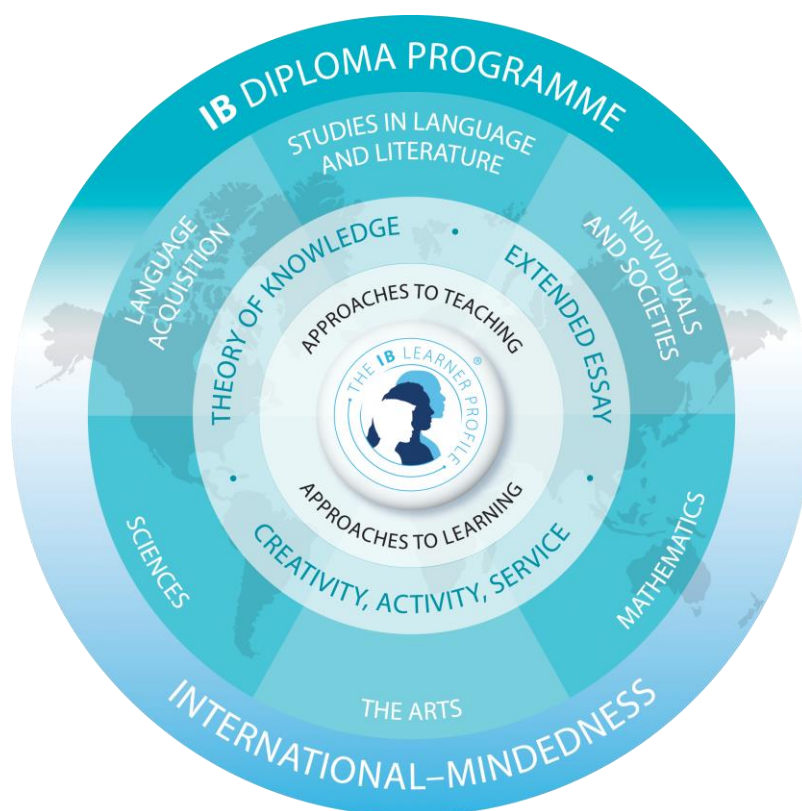 IB DIPLOMA PROGRAMME
STUDIES IN LANGUAGE
AND LITERATURE
LANGUAGE
ACQUISITION
INDIVIDUALS
AND SOCIETIES
THEORY OF KNOWLEDGE
·
EXTENDED ESSAY
APPROACHES TO TEACHING
THE IB LEARNER PROFILE ®
APPROACHES TO LEARNING
·
CREATIVITY, ACTIVITY, SERVICE
·
SCIENCES
MATHEMATICS
THE ARTS
INTERNATIONAL–MINDEDNESS